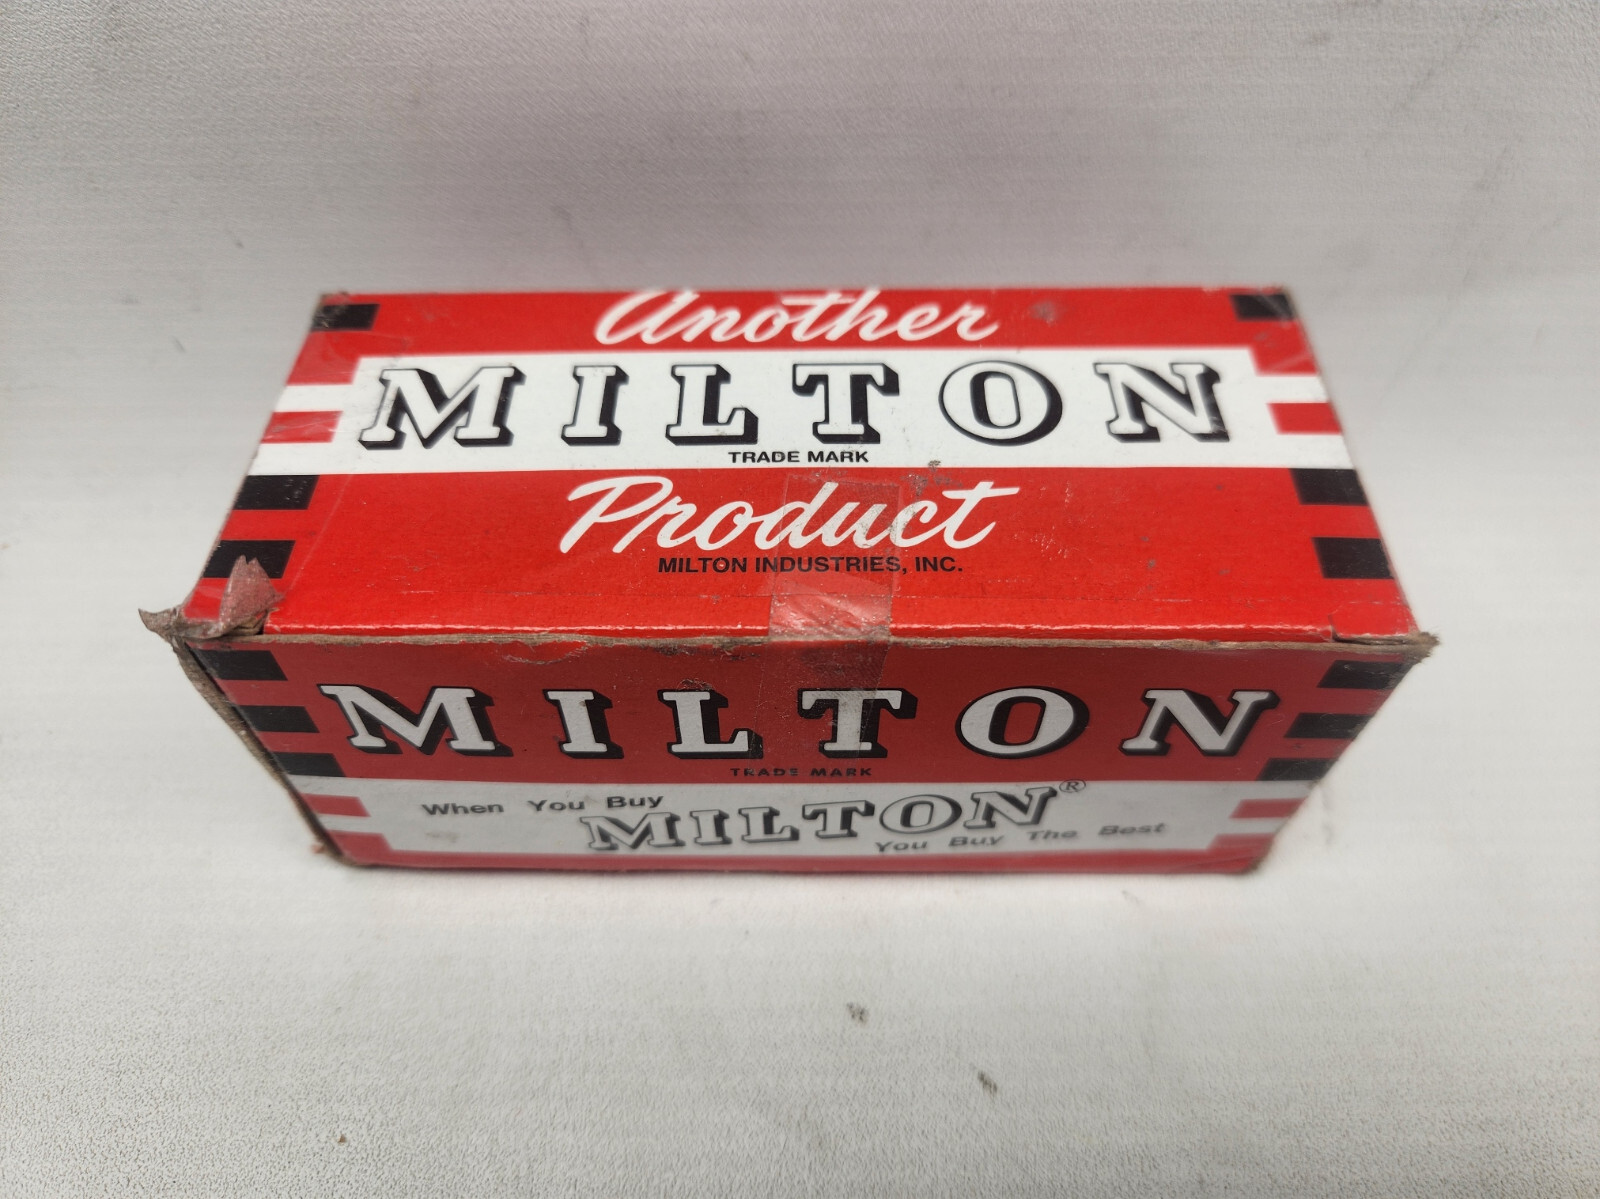 Another
MILTON
TRADE MARK
Product
MILTON INDUSTRIES, INC.
MILTON
TRADE MARK
When You Buy
MILTON®
You Buy The Best